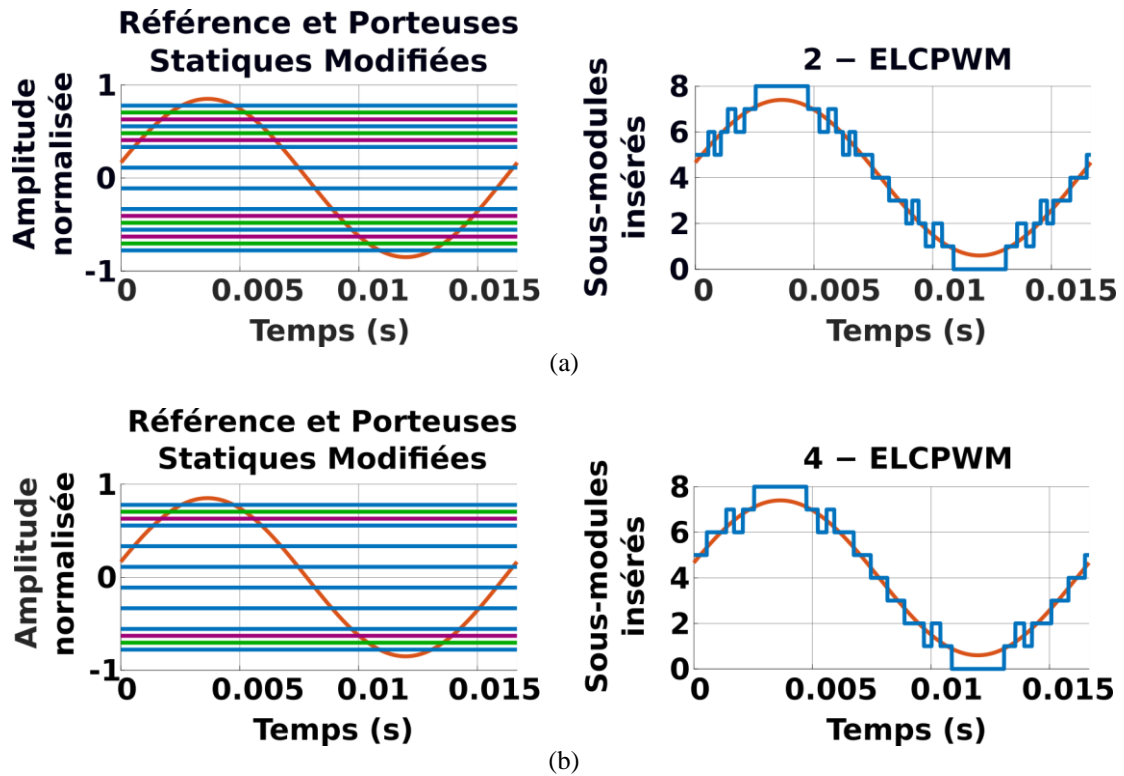 Référence et Porteuses
Statiques Modifiées
Amplitude
normalisée
1
0
-1
0
0.005
0.01
0.015
Temps (s)
2 − ELCPWM
Sous-modules
insérés
8
6
4
2
0
0
0.005
0.01
0.015
Temps (s)
(a)
Référence et Porteuses
Statiques Modifiées
Amplitude
normalisée
1
0
-1
0
0.005
0.01
0.015
Temps (s)
4 − ELCPWM
Sous-modules
insérés
8
6
4
2
0
0
0.005
0.01
0.015
Temps (s)
(b)